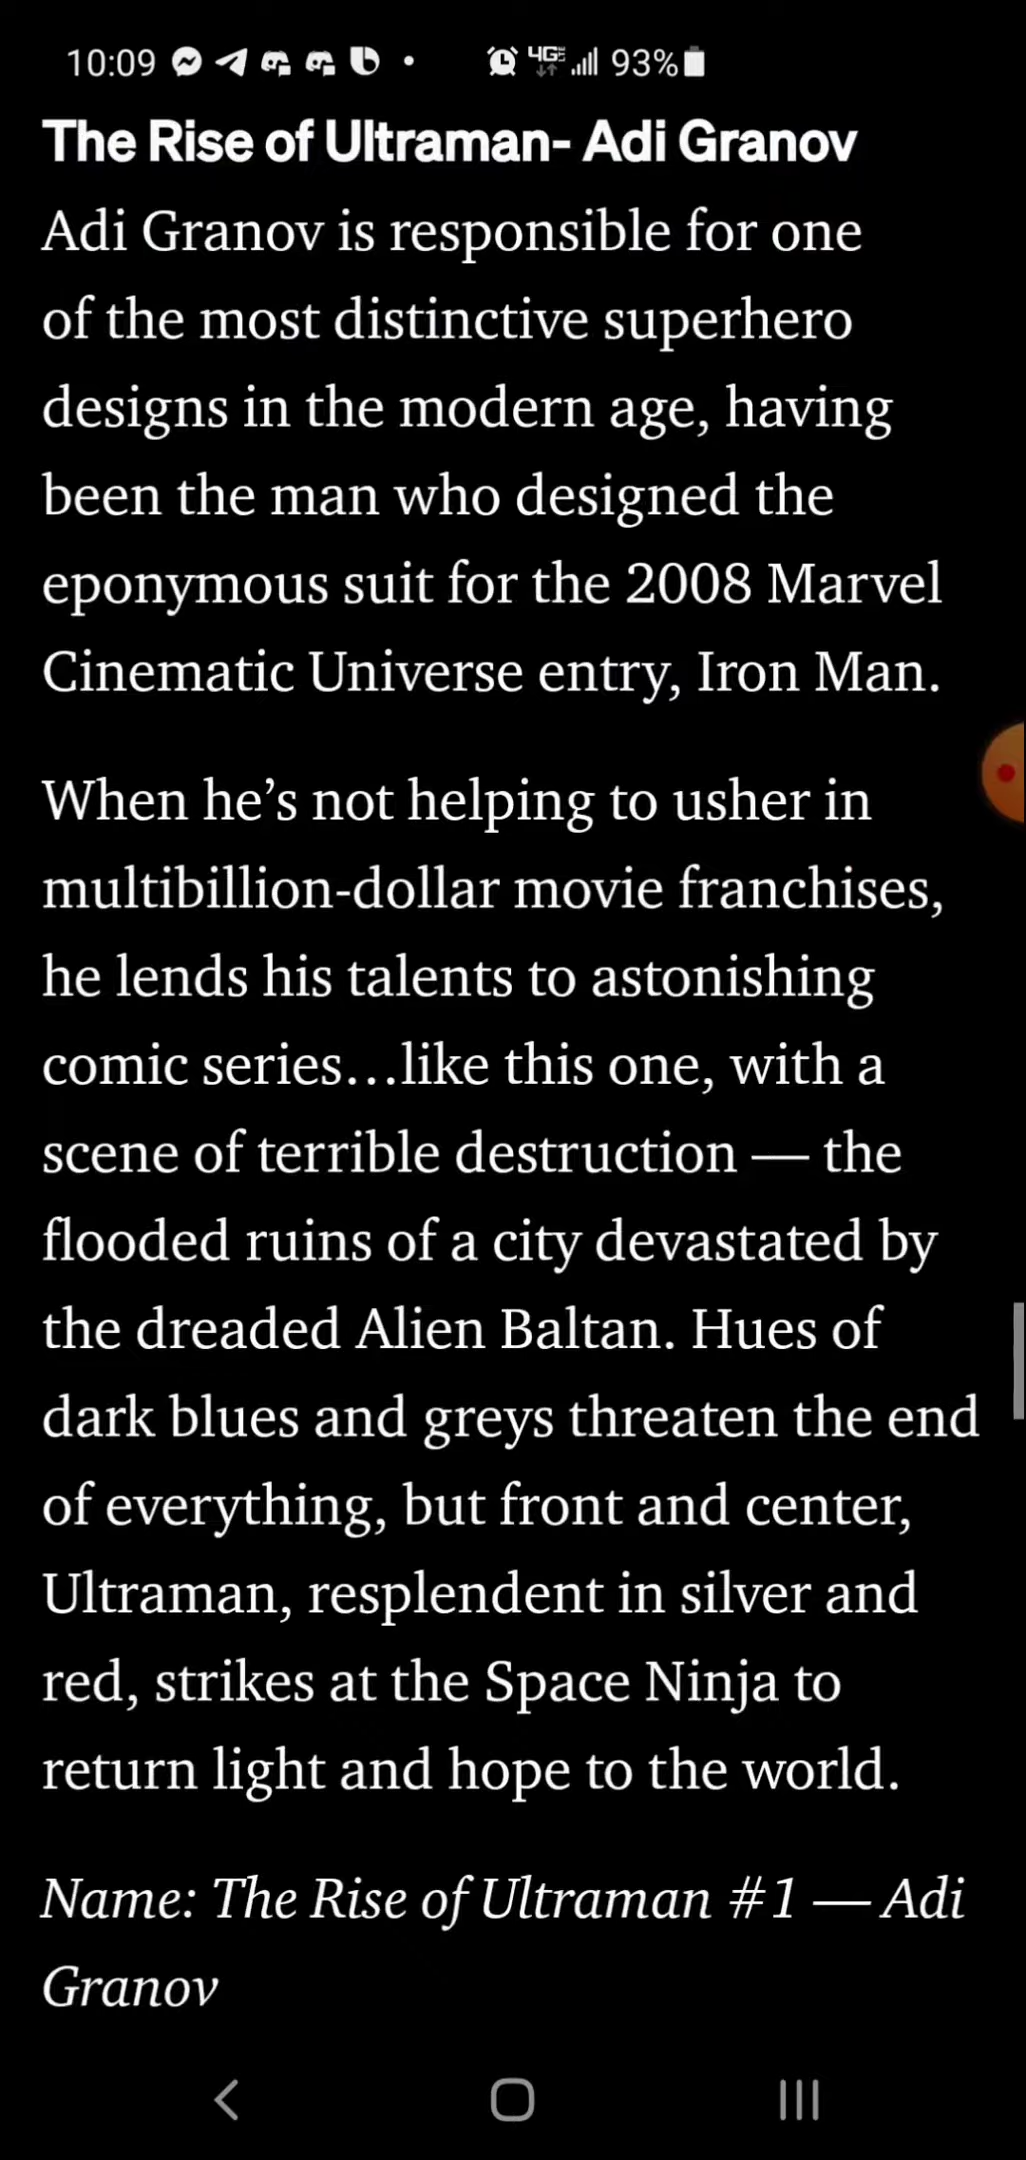 10:09 93%
The Rise of Ultraman- Adi Granov
Adi Granov is responsible for one
of the most distinctive superhero
designs in the modern age, having
been the man who designed the
eponymous suit for the 2008 Marvel
Cinematic Universe entry, Iron Man.
When he’s not helping to usher in
multibillion-dollar movie franchises,
he lends his talents to astonishing
comic series…like this one, with a
scene of terrible destruction — the
flooded ruins of a city devastated by
the dreaded Alien Baltan. Hues of
dark blues and greys threaten the end
of everything, but front and center,
Ultraman, resplendent in silver and
red, strikes at the Space Ninja to
return light and hope to the world.
Name: The Rise of Ultraman #1 — Adi
Granov